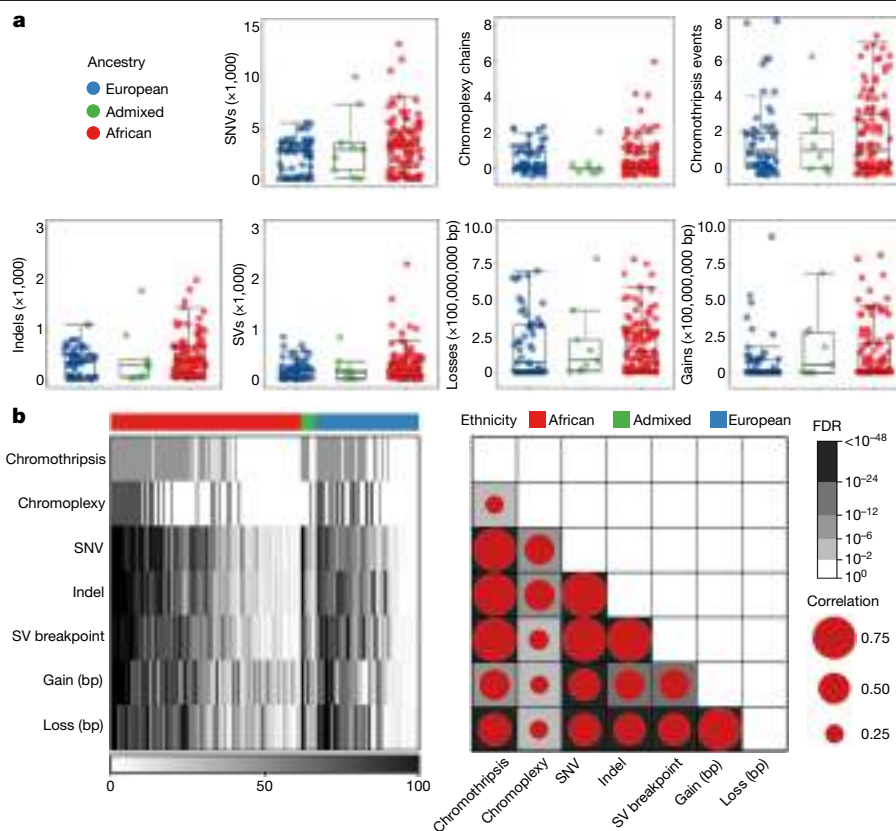 a
Ancestry
European
Admixed
African
SNVs (×1,000)
15
10
5
0
Chromoplexy chains
8
6
4
2
0
Chromothripsis events
8
6
4
2
0
Indels (×1,000)
3
2
1
0
SVs (×1,000)
3
2
1
0
Losses (×100,000,000 bp)
10.0
7.5
5.0
2.5
0
Gains (×100,000,000 bp)
10.0
7.5
5.0
2.5
0
b
Chromothripsis
Chromoplexy
SNV
Indel
SV breakpoint
Gain (bp)
Loss (bp)
0
50
100
Ethnicity
African
Admixed
European
Chromothripsis
Chromoplexy
SNV
Indel
SV breakpoint
Gain (bp)
Loss (bp)
FDR
<10⁻⁴⁸
10⁻²⁴
10⁻¹²
10⁻⁶
10⁻²
10⁰
Correlation
0.75
0.50
0.25